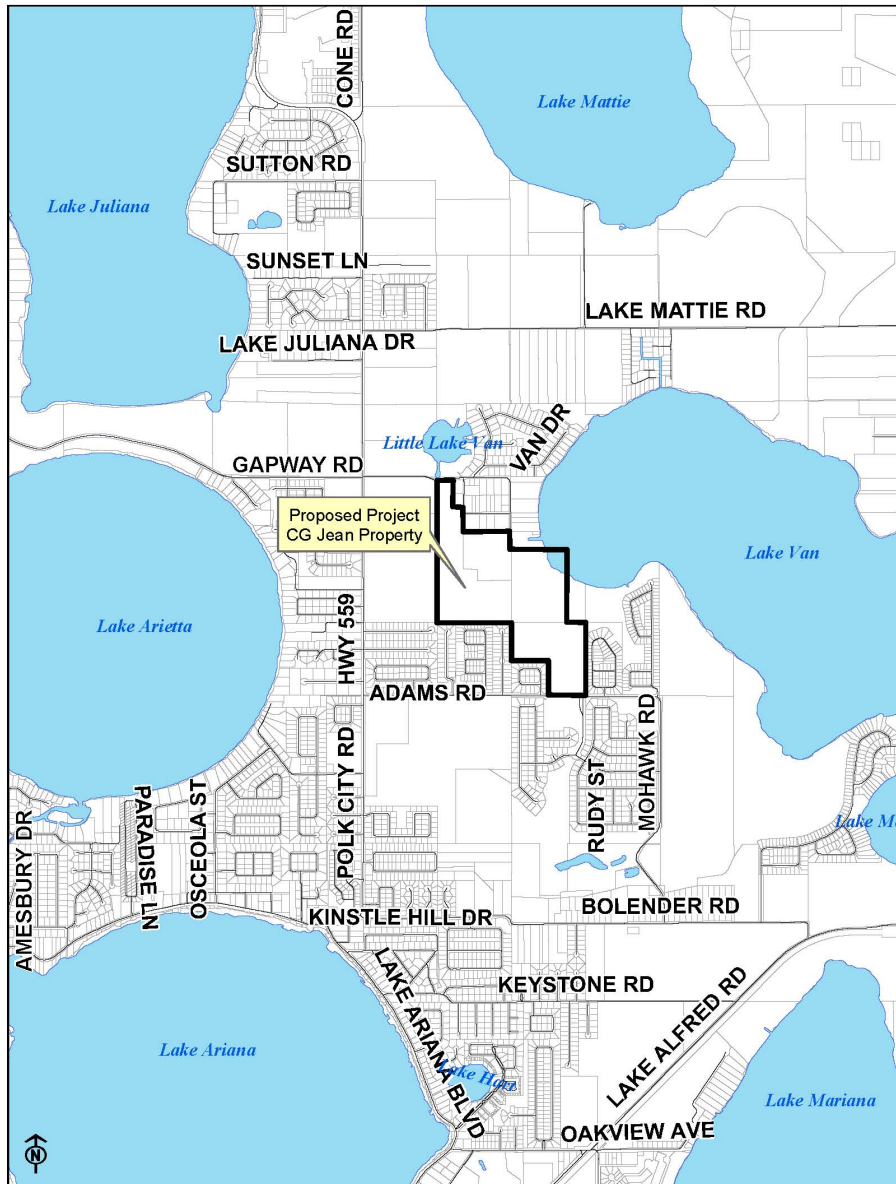 CONE RD
Lake Mattie
SUTTON RD
Lake Juliana
SUNSET LN
LAKE MATTIE RD
LAKE JULIANA DR
Little Lake Van
VAN DR
GAPWAY RD
Proposed Project
CG Jean Property
Lake Van
HWY 559
Lake Arietta
ADAMS RD
MOHAWK RD
RUDY ST
POLK CITY RD
PARADISE LN
OSCEOLA ST
AMESBURY DR
BOLENDER RD
KINSTLE HILL DR
KEYSTONE RD
LAKE ARIANA BLVD
LAKE ALFRED RD
Lake Ariana
Lake Hart
Lake Mariana
OAKVIEW AVE
N